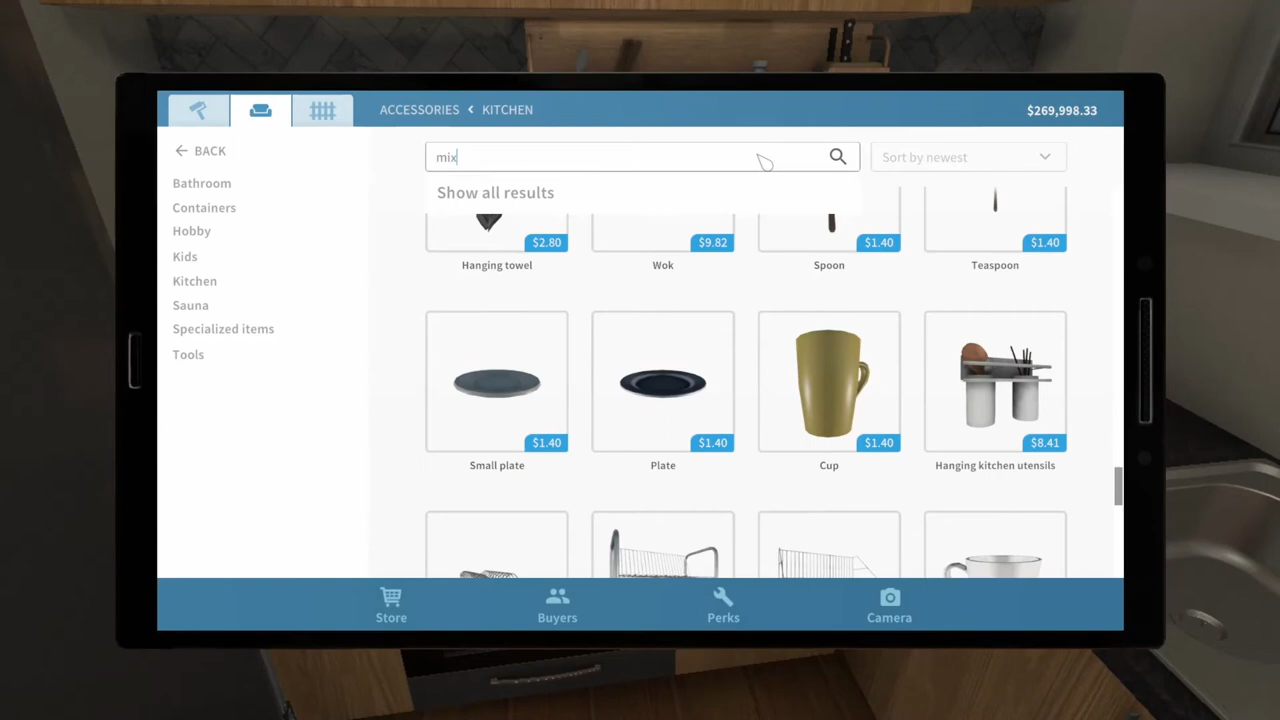 ACCESSORIES < KITCHEN
$269,998.33
BACK
mix
Sort by newest
Show all results
Bathroom
Containers
Hobby
Kids
Kitchen
Sauna
Specialized items
Tools
$2.80
$9.82
$1.40
$1.40
Hanging towel
Wok
Spoon
Teaspoon
$1.40
$1.40
$1.40
$8.41
Small plate
Plate
Cup
Hanging kitchen utensils
Store
Buyers
Perks
Camera